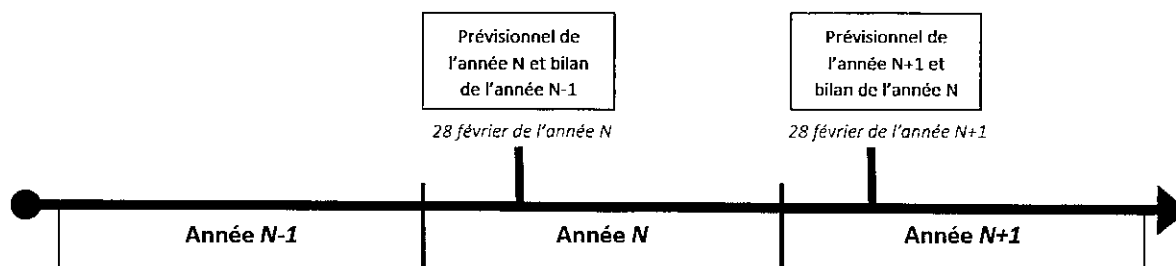 Prévisionnel de
l'année N et bilan
de l'année N-1
28 février de l'année N
Prévisionnel de
l'année N+1 et
bilan de l'année N
28 février de l'année N+1
Année N-1
Année N
Année N+1